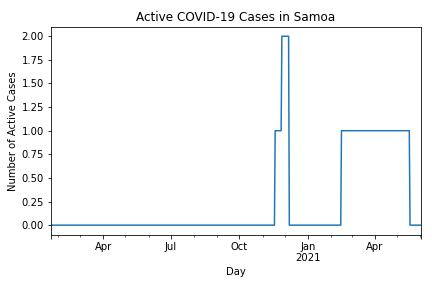 Active COVID-19 Cases in Samoa
2.00
1.75
1.50
1.25
1.00
0.75
0.50
0.25
0.00
Number of Active Cases
Apr Jul Oct Jan Apr
2021
Day